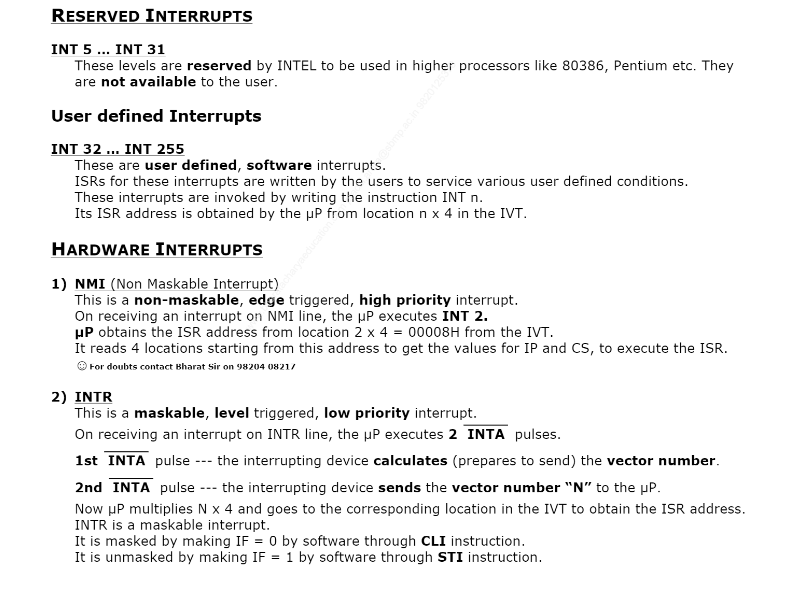 RESERVED INTERRUPTS
INT 5 … INT 31
These levels are reserved by INTEL to be used in higher processors like 80386, Pentium etc. They
are not available to the user.
User defined Interrupts
INT 32 … INT 255
These are user defined, software interrupts.
ISRs for these interrupts are written by the users to service various user defined conditions.
These interrupts are invoked by writing the instruction INT n.
Its ISR address is obtained by the µP from location n x 4 in the IVT.
HARDWARE INTERRUPTS
1) NMI (Non Maskable Interrupt)
This is a non-maskable, edge triggered, high priority interrupt.
On receiving an interrupt on NMI line, the µP executes INT 2.
µP obtains the ISR address from location 2 x 4 = 00008H from the IVT.
It reads 4 locations starting from this address to get the values for IP and CS, to execute the ISR.
☺ For doubts contact Bharat Sir on 98204 08217
2) INTR
This is a maskable, level triggered, low priority interrupt.
On receiving an interrupt on INTR line, the µP executes 2 INTA pulses.
1st INTA pulse --- the interrupting device calculates (prepares to send) the vector number.
2nd INTA pulse --- the interrupting device sends the vector number “N” to the µP.
Now µP multiplies N x 4 and goes to the corresponding location in the IVT to obtain the ISR address.
INTR is a maskable interrupt.
It is masked by making IF = 0 by software through CLI instruction.
It is unmasked by making IF = 1 by software through STI instruction.